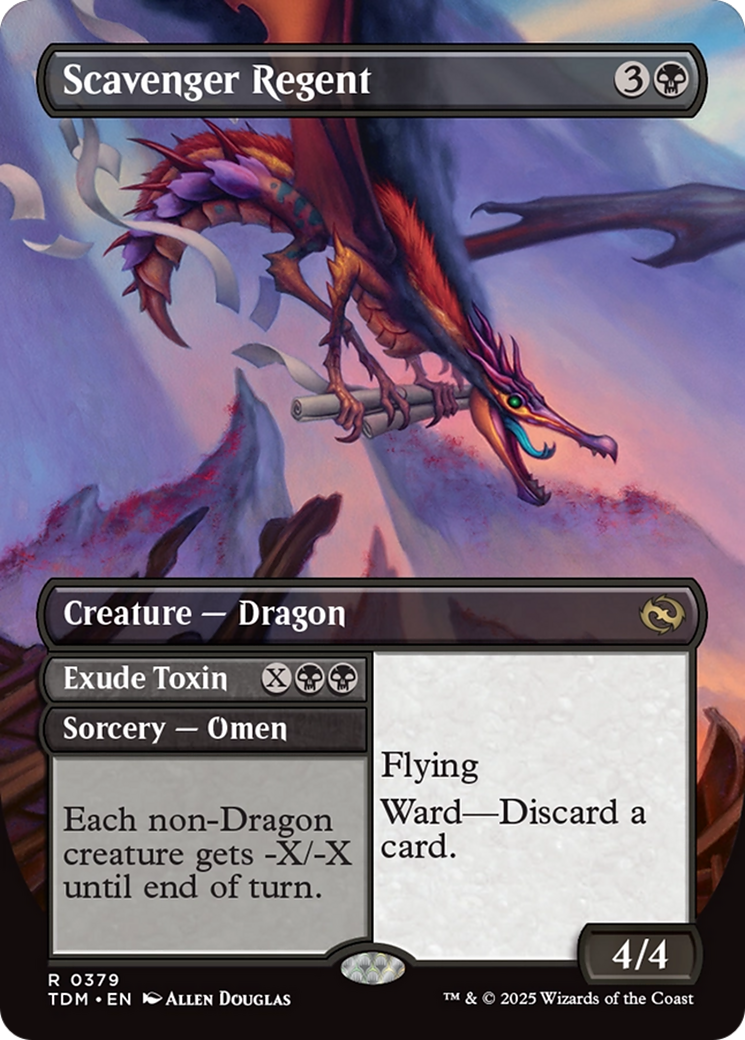 Scavenger Regent 3
Creature — Dragon
Exude Toxin X
Sorcery — Omen
Each non-Dragon
creature gets -X/-X
until end of turn.
Flying
Ward—Discard a
card.
4/4
R 0379
TDM • EN ALLEN DOUGLAS
™ & © 2025 Wizards of the Coast